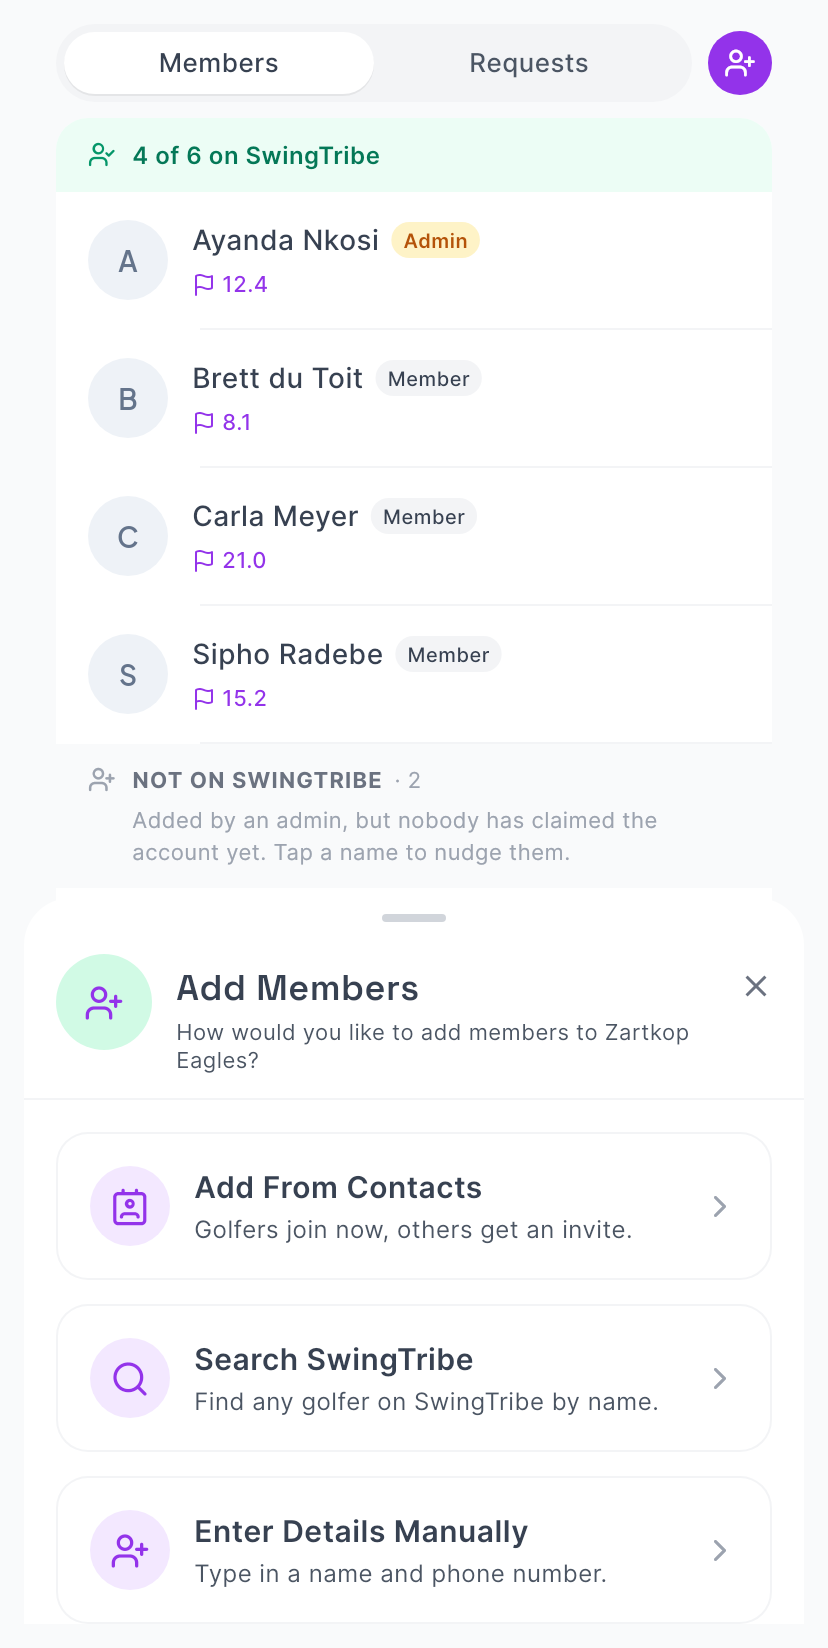 Members
Requests
4 of 6 on SwingTribe
A
Ayanda Nkosi
Admin
12.4
B
Brett du Toit
Member
8.1
C
Carla Meyer
Member
21.0
S
Sipho Radebe
Member
15.2
NOT ON SWINGTRIBE · 2
Added by an admin, but nobody has claimed the
account yet. Tap a name to nudge them.
Add Members
How would you like to add members to Zartkop
Eagles?
Add From Contacts
Golfers join now, others get an invite.
Search SwingTribe
Find any golfer on SwingTribe by name.
Enter Details Manually
Type in a name and phone number.